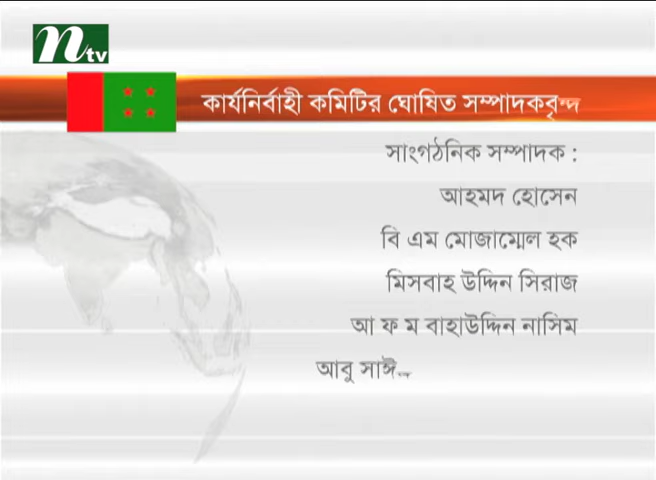 ntv
কার্যনির্বাহী কমিটির ঘোষিত সম্পাদকবৃন্দ
সাংগঠনিক সম্পাদক :
আহমদ হোসেন
বি এম মোজাম্মেল হক
মিসবাহ উদ্দিন সিরাজ
আ ফ ম বাহাউদ্দিন নাসিম
আবু